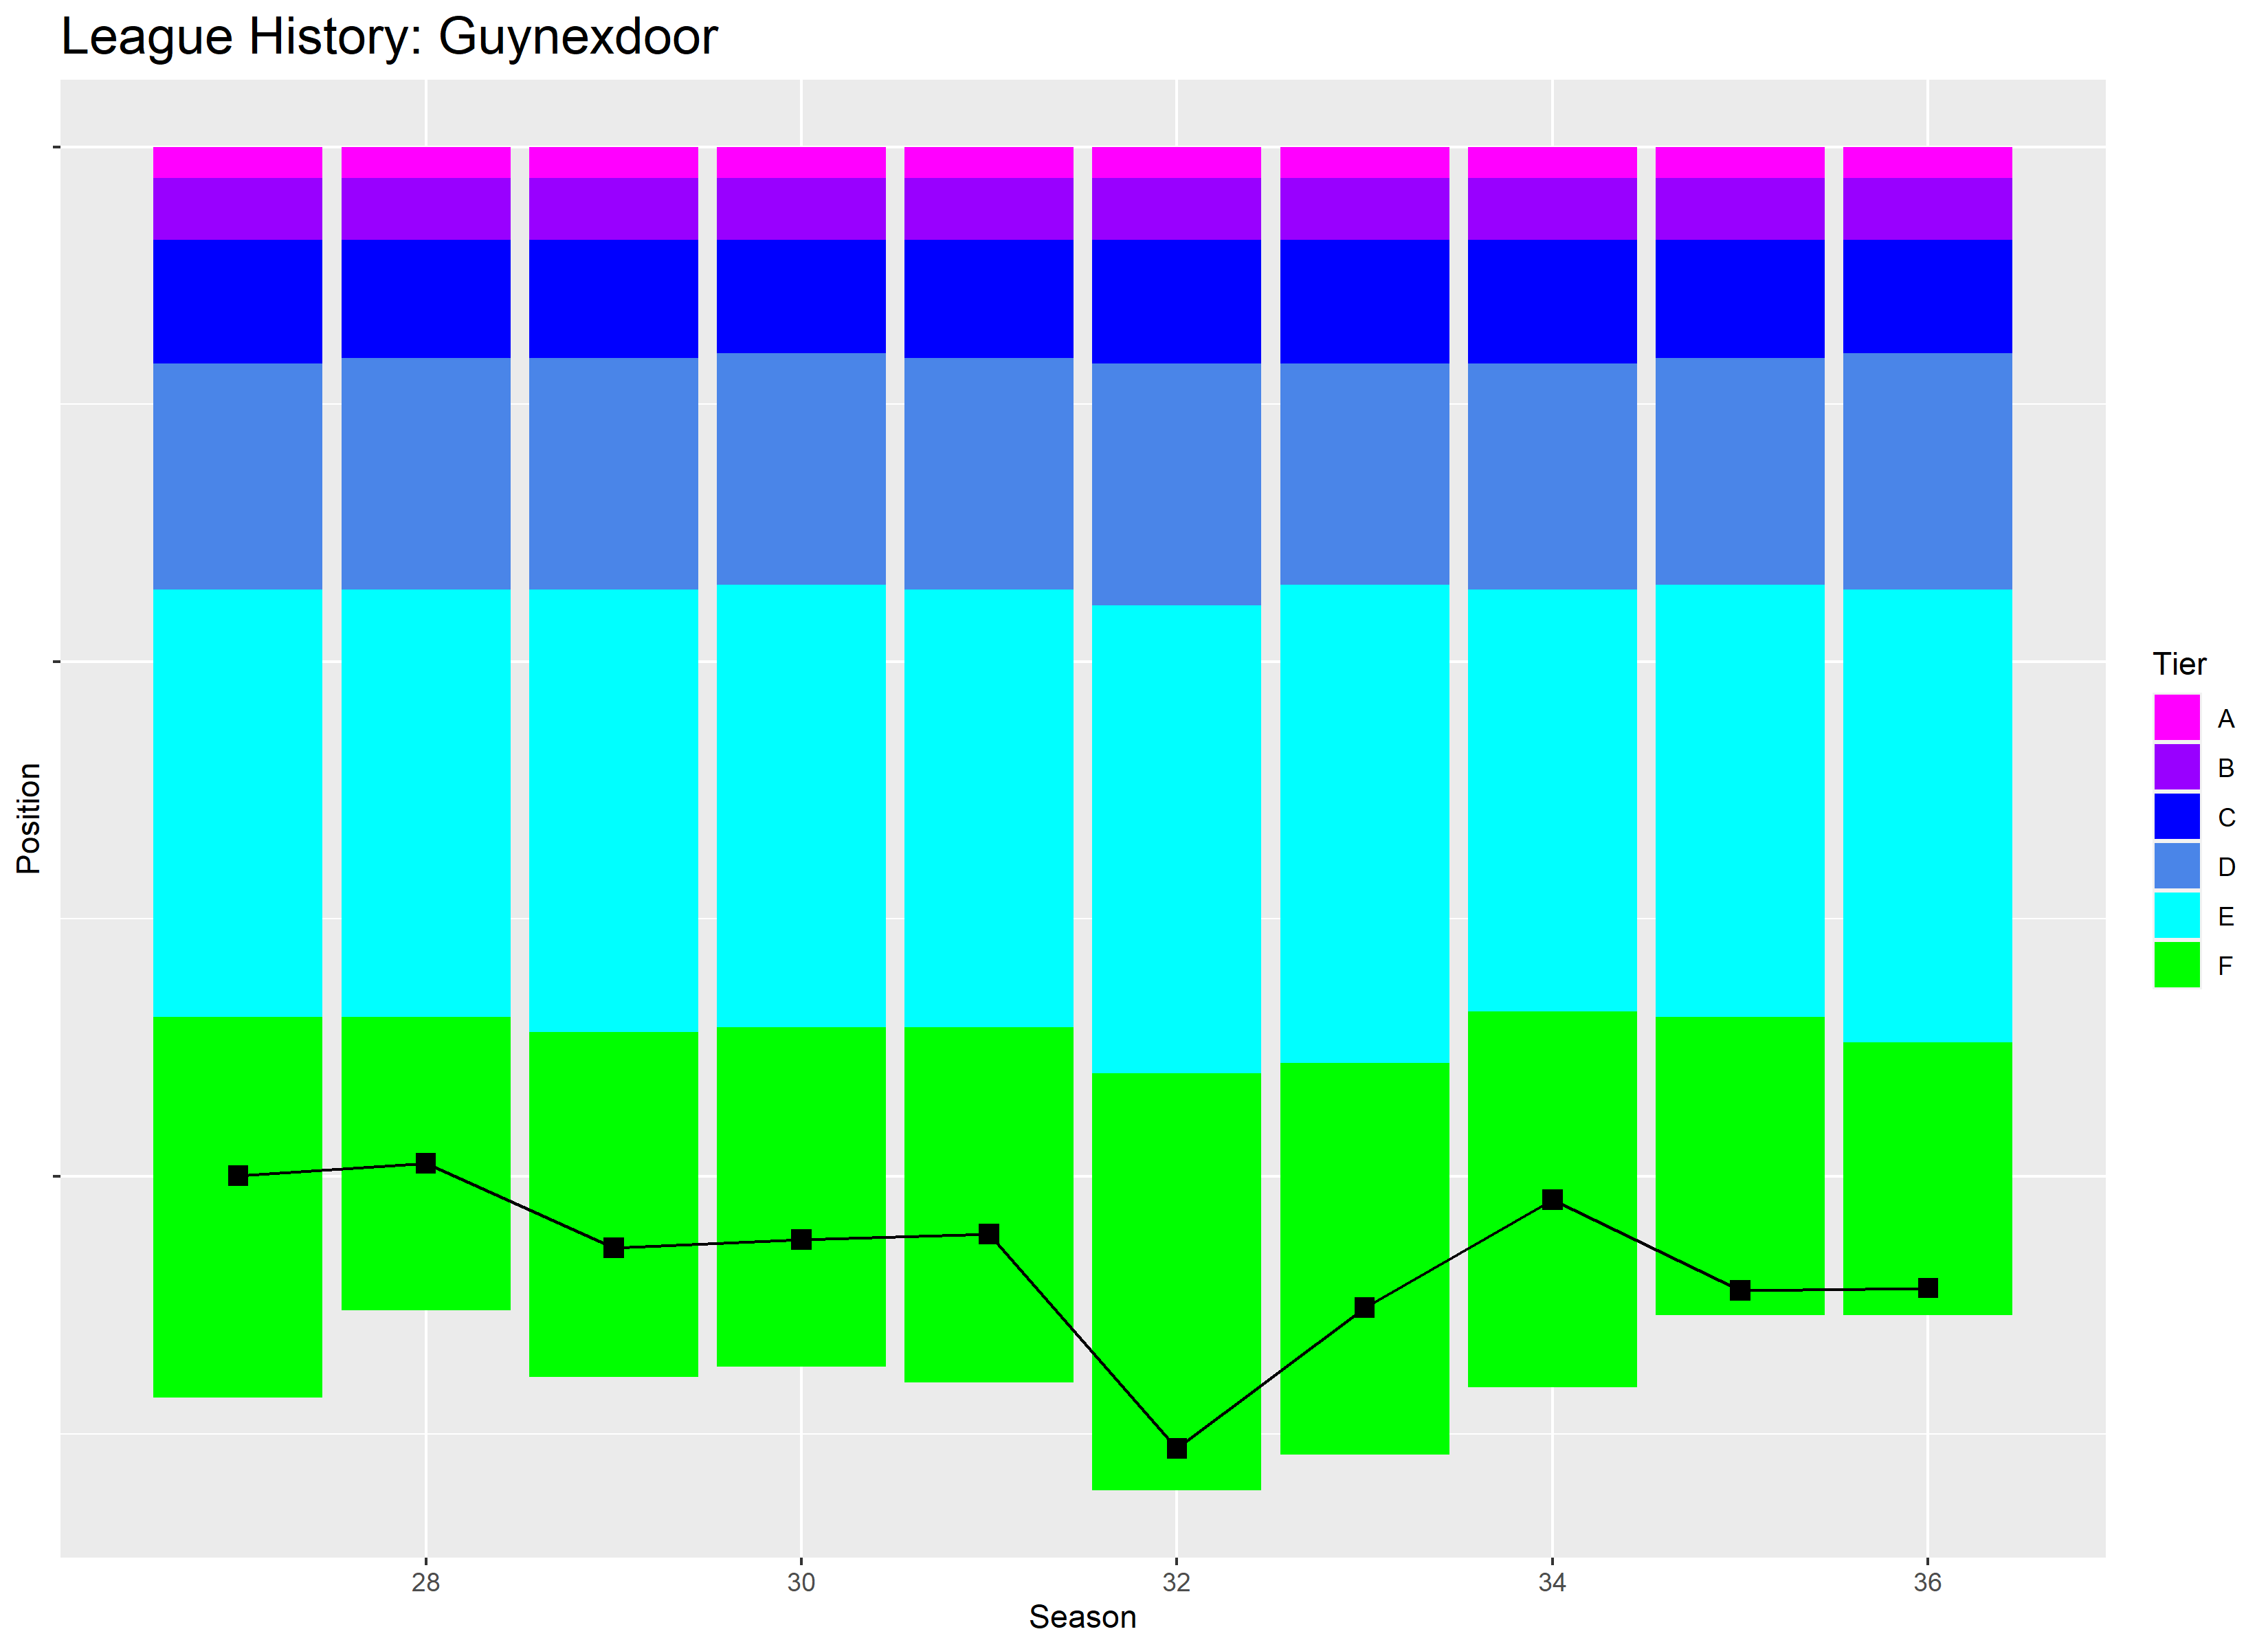 League History: Guynexdoor
Position
28
30
32
34
36
Season
Tier
A
B
C
D
E
F